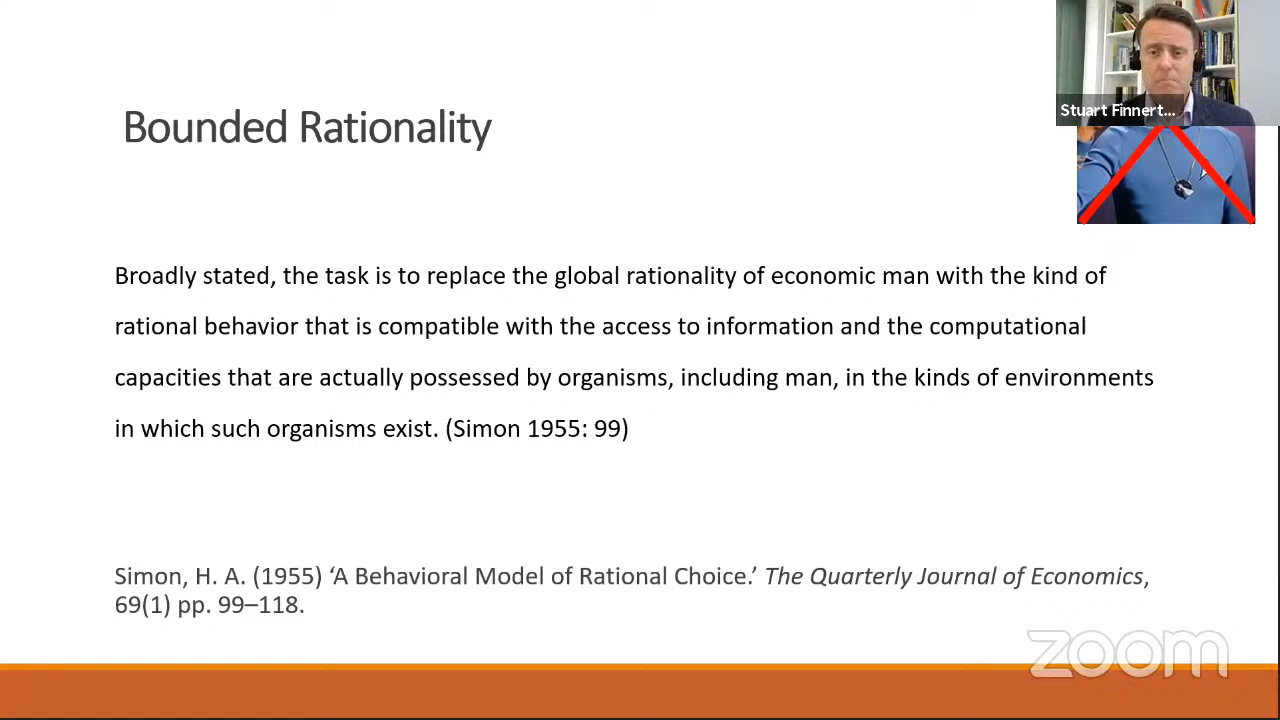 Stuart Finnert...
Bounded Rationality
Broadly stated, the task is to replace the global rationality of economic man with the kind of
rational behavior that is compatible with the access to information and the computational
capacities that are actually possessed by organisms, including man, in the kinds of environments
in which such organisms exist. (Simon 1955: 99)
Simon, H. A. (1955) ‘A Behavioral Model of Rational Choice.’ The Quarterly Journal of Economics,
69(1) pp. 99–118.
zoom